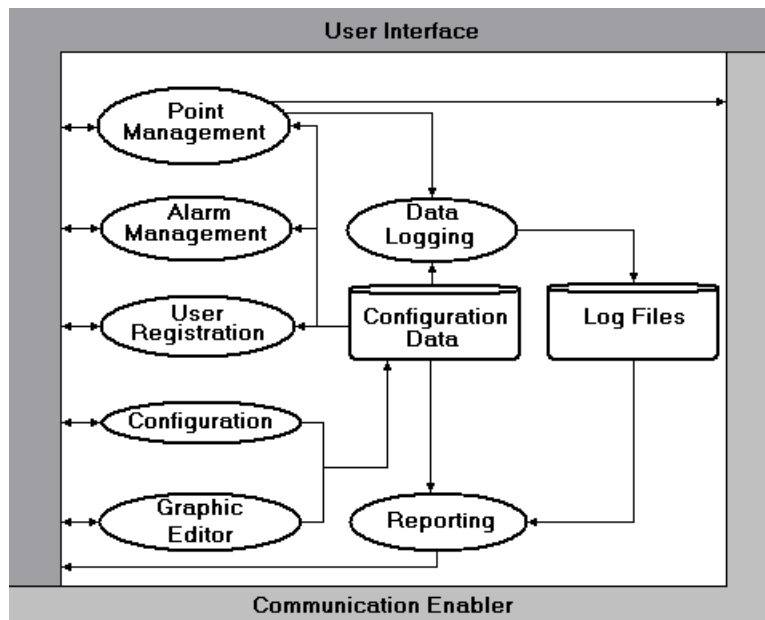 User Interface
Point
Management
Alarm
Management
User
Registration
Configuration
Graphic
Editor
Data
Logging
Configuration
Data
Log Files
Reporting
Communication Enabler